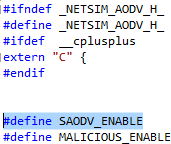 #ifndef _NETSIM_AODV_H_
#define _NETSIM_AODV_H_
#ifdef __cplusplus
extern "C" {
#endif
#define SAODV_ENABLE
#define MALICIOUS_ENABLE